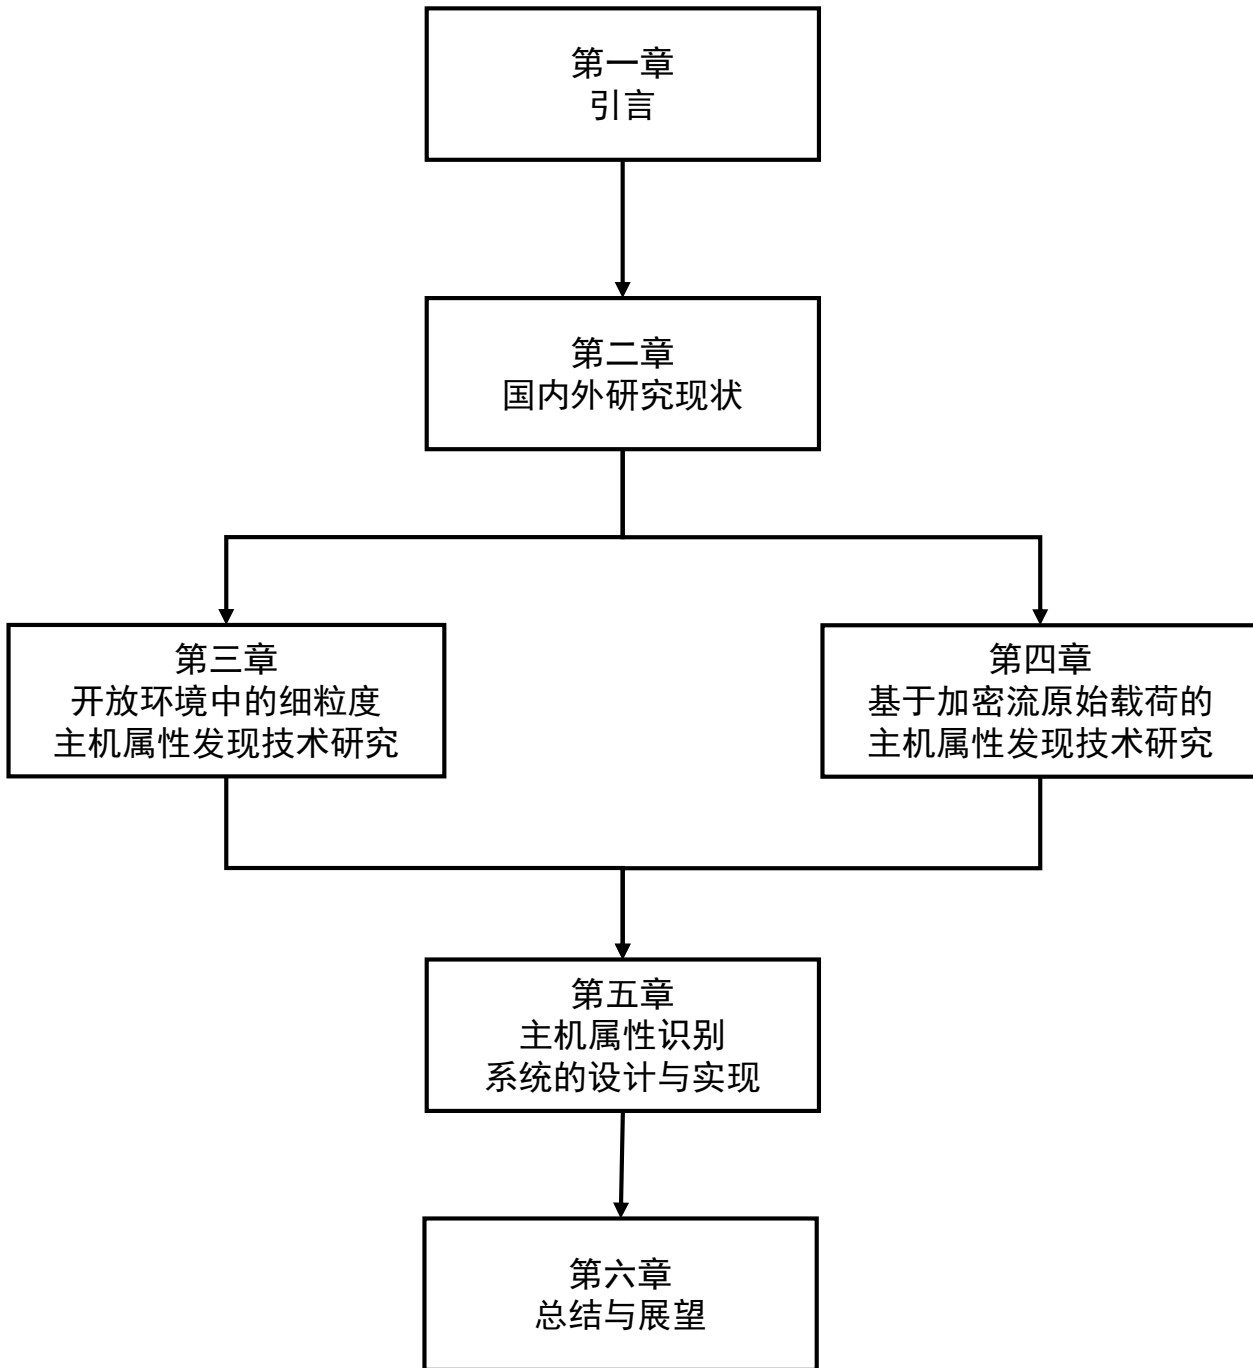 第一章
引言
第二章
国内外研究现状
第三章
开放环境中的细粒度
主机属性发现技术研究
第四章
基于加密流原始载荷的
主机属性发现技术研究
第五章
主机属性识别
系统的设计与实现
第六章
总结与展望